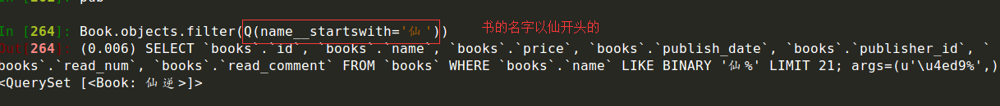 In [264]: Book.objects.filter(Q(name__startswith='仙')) 书的名字以仙开头的
Out[264]: (0.006) SELECT `books`.`id`, `books`.`name`, `books`.`price`, `books`.`publish_date`, `books`.`publisher_id`, `
books`.`read_num`, `books`.`read_comment` FROM `books` WHERE `books`.`name` LIKE BINARY '仙%' LIMIT 21; args=(u'\u4ed9%',)
<QuerySet [<Book: 仙逆>]>